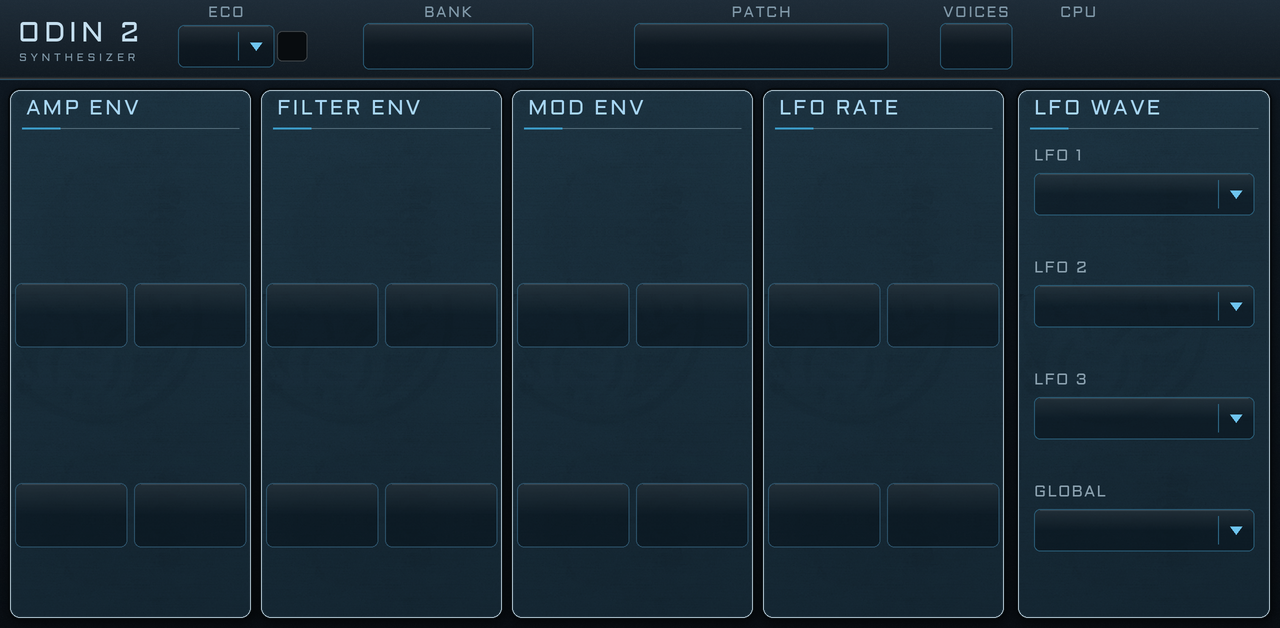 ODIN 2
SYNTHESIZER
ECO
BANK
PATCH
VOICES
CPU
AMP ENV
FILTER ENV
MOD ENV
LFO RATE
LFO WAVE
LFO 1
LFO 2
LFO 3
GLOBAL